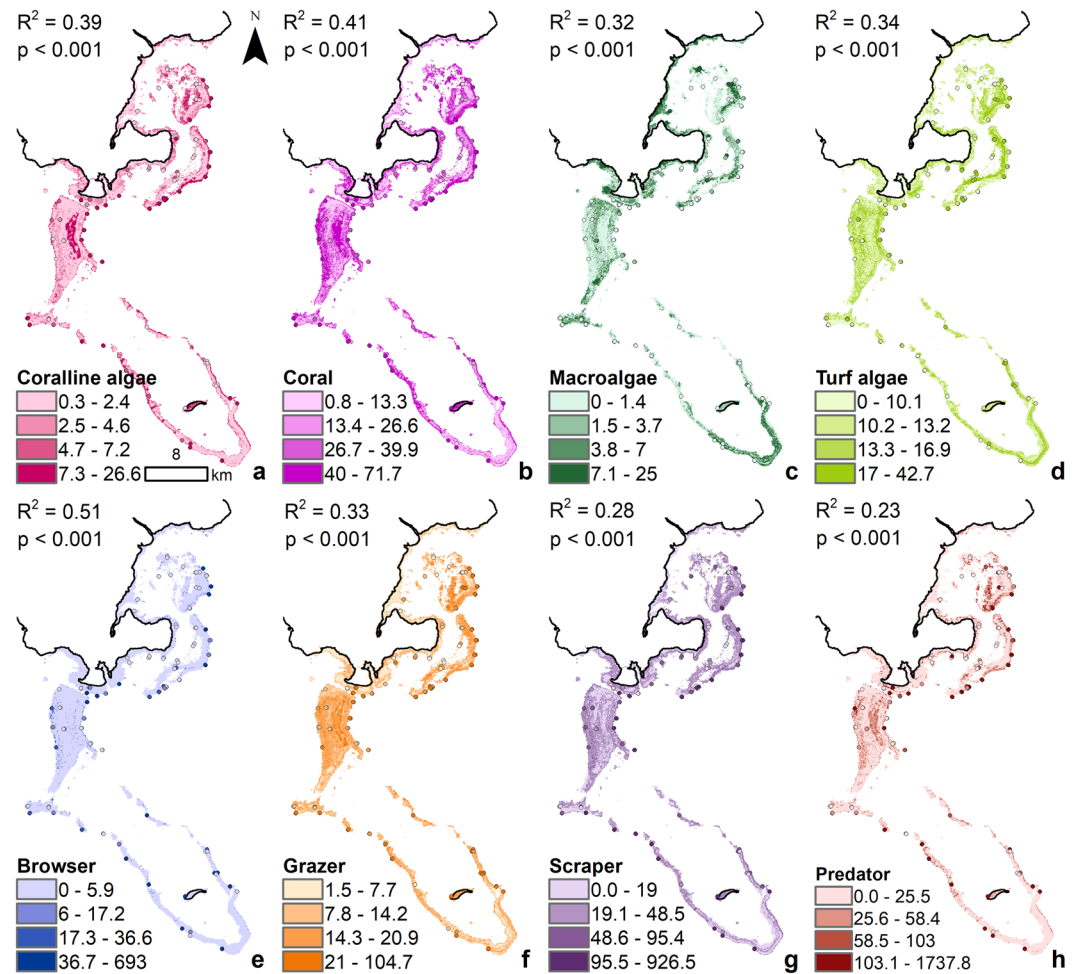 R² = 0.39
p < 0.001
N
Coralline algae
0.3 - 2.4
2.5 - 4.6
4.7 - 7.2
7.3 - 26.6
8
km
a
R² = 0.41
p < 0.001
Coral
0.8 - 13.3
13.4 - 26.6
26.7 - 39.9
40 - 71.7
b
R² = 0.32
p < 0.001
Macroalgae
0 - 1.4
1.5 - 3.7
3.8 - 7
7.1 - 25
c
R² = 0.34
p < 0.001
Turf algae
0 - 10.1
10.2 - 13.2
13.3 - 16.9
17 - 42.7
d
R² = 0.51
p < 0.001
Browser
0 - 5.9
6 - 17.2
17.3 - 36.6
36.7 - 693
e
R² = 0.33
p < 0.001
Grazer
1.5 - 7.7
7.8 - 14.2
14.3 - 20.9
21 - 104.7
f
R² = 0.28
p < 0.001
Scraper
0.0 - 19
19.1 - 48.5
48.6 - 95.4
95.5 - 926.5
g
R² = 0.23
p < 0.001
Predator
0.0 - 25.5
25.6 - 58.4
58.5 - 103
103.1 - 1737.8
h